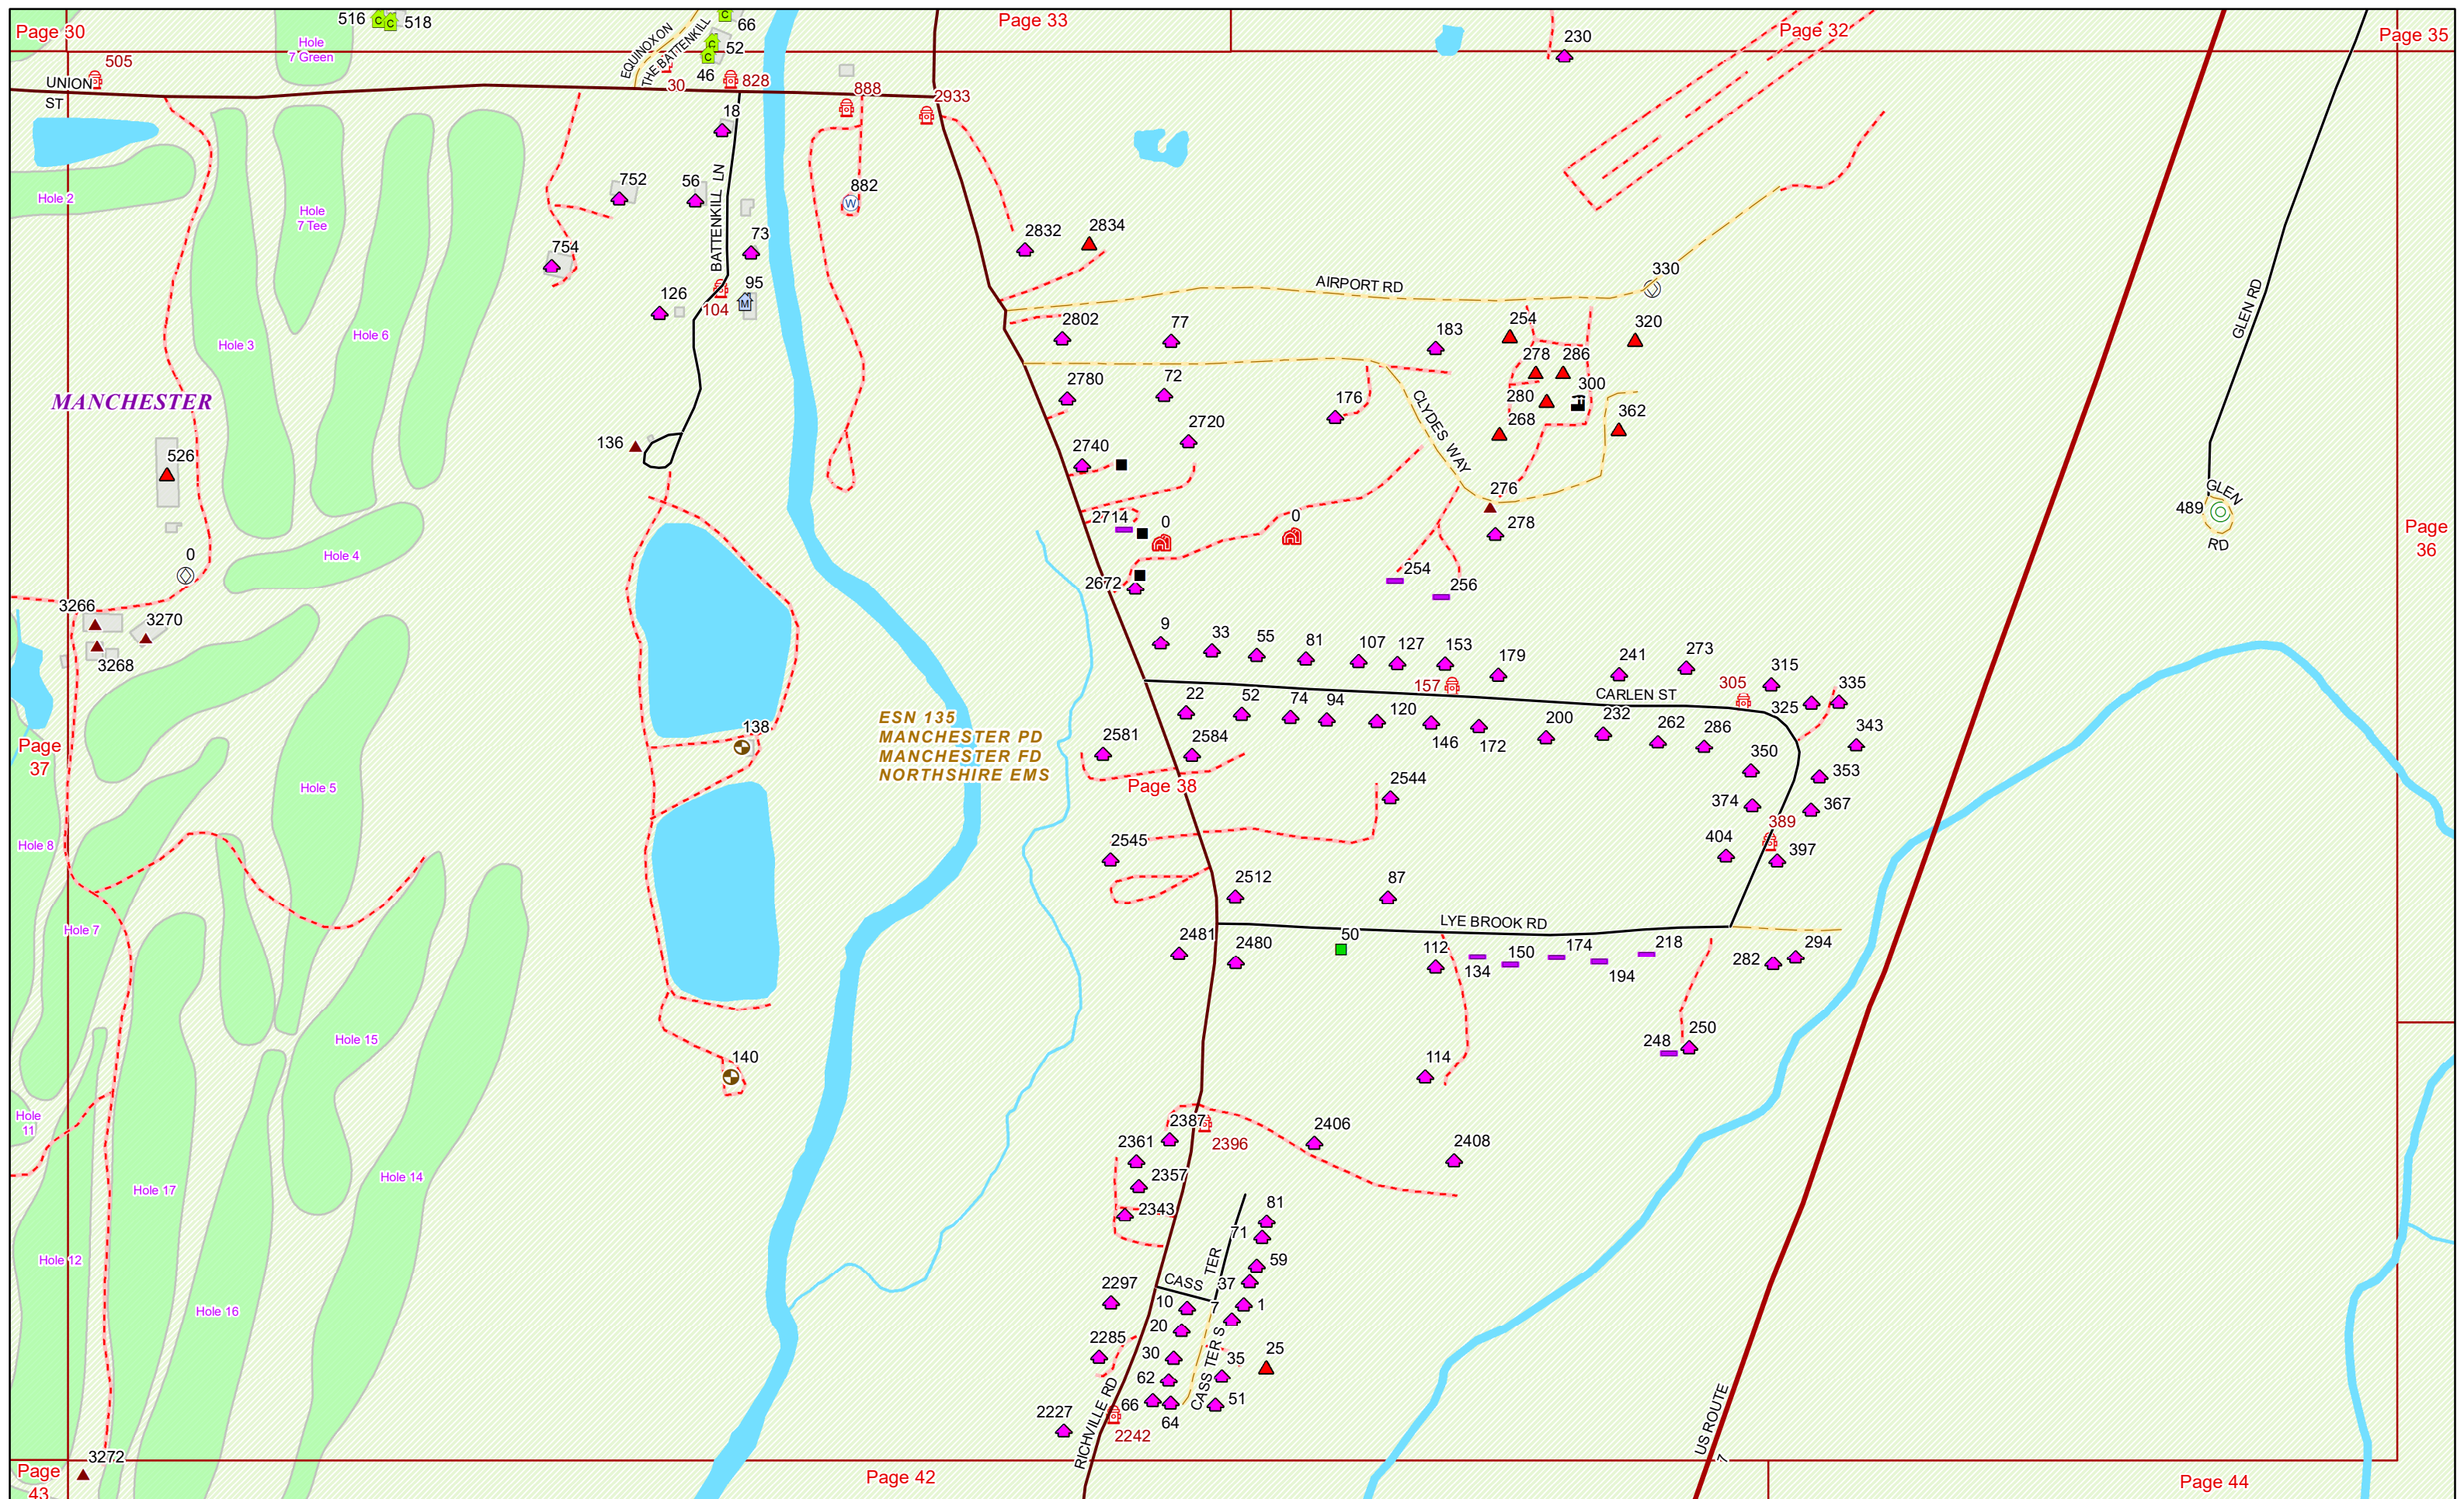 516
518
66
Page 33
Page 30
Hole
7 Green
EQUINOX ON
THE BATTENKILL
52
46
230
Page 32
Page 35
505
UNION
ST
30
828
888
2933
18
Hole 2
Hole
7 Tee
752
56
BATTENKILL LN
882
73
754
2832
2834
126
104
95
AIRPORT RD
330
GLEN RD
Hole 3
Hole 6
2802
77
183
254
320
278
286
MANCHESTER
2780
72
176
280
300
268
362
CLYDES WAY
136
2720
2740
526
276
GLEN
489
RD
2714
0
0
278
Page
36
Hole 4
0
254
256
2672
3266
3270
3268
9
33
55
81
107
127
153
179
241
273
315
157
305
CARLEN ST
325
335
22
52
74
94
120
146
172
200
232
262
286
343
ESN 135
MANCHESTER PD
MANCHESTER FD
NORTHSHIRE EMS
138
2581
2584
350
353
Page
37
Page 38
2544
374
367
Hole 5
389
Hole 8
2545
404
397
2512
87
Hole 7
LYE BROOK RD
2481
2480
50
112
134
150
174
194
218
282
294
Hole 15
140
248
250
114
Hole
11
2387
2396
2361
2406
2408
2357
Hole 14
Hole 17
2343
81
71
Hole 12
59
CASS TER
37
2297
10
7
1
Hole 16
20
2285
30
35
25
CASS TER S
62
66
64
51
2227
2242
RICHVILLE RD
US ROUTE
7
3272
Page
43
Page 42
Page 44